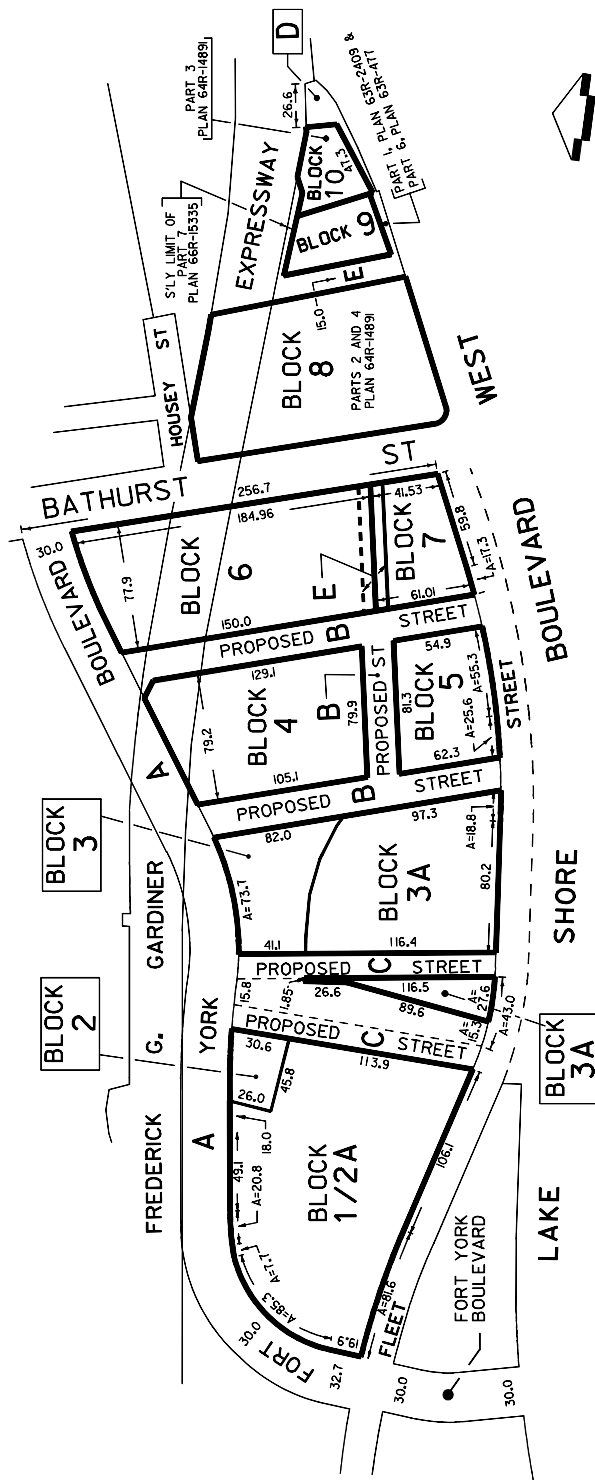 PART 3
PLAN 64R-14891
D
26.6
EXPRESSWAY
S'LY LIMIT OF
PART 7
PLAN 66R-15335
BLOCK
10
47.3
PART 1, PLAN 63R-2409 &
PART 6, PLAN 63R-477
BLOCK 9
E
15.0
HOUSEY ST
BLOCK
8
PARTS 2 AND 4
PLAN 64R-14891
WEST
BATHURST ST
256.7
184.96
41.53
30.0
BOULEVARD
77.9
BLOCK
6
E
BLOCK
7
59.8
A=17.3
61.01
150.0
PROPOSED B STREET
BOULEVARD
129.1
79.2
BLOCK
4
B
79.9
PROPOSED ST
81.3
54.9
BLOCK
5
A=55.3
A=25.6
STREET
62.3
105.1
A
PROPOSED B STREET
BLOCK
3
82.0
97.3
A=18.8
A=73.7
BLOCK
3A
80.2
SHORE
41.1
116.4
GARDINER
PROPOSED C STREET
15.8
11.85
26.6
116.5
89.6
A=
27.6
A=
15.3
A=43.0
BLOCK
2
G.
YORK
PROPOSED C STREET
30.6
113.9
BLOCK
3A
26.0
45.8
18.0
FREDERICK
A
49.1
A=20.8
A=7.7
BLOCK
1/2A
106.1
A=85.3
30.0
19.9
A=81.6
FLEET
FORT
32.7
LAKE
FORT YORK
BOULEVARD
30.0
30.0